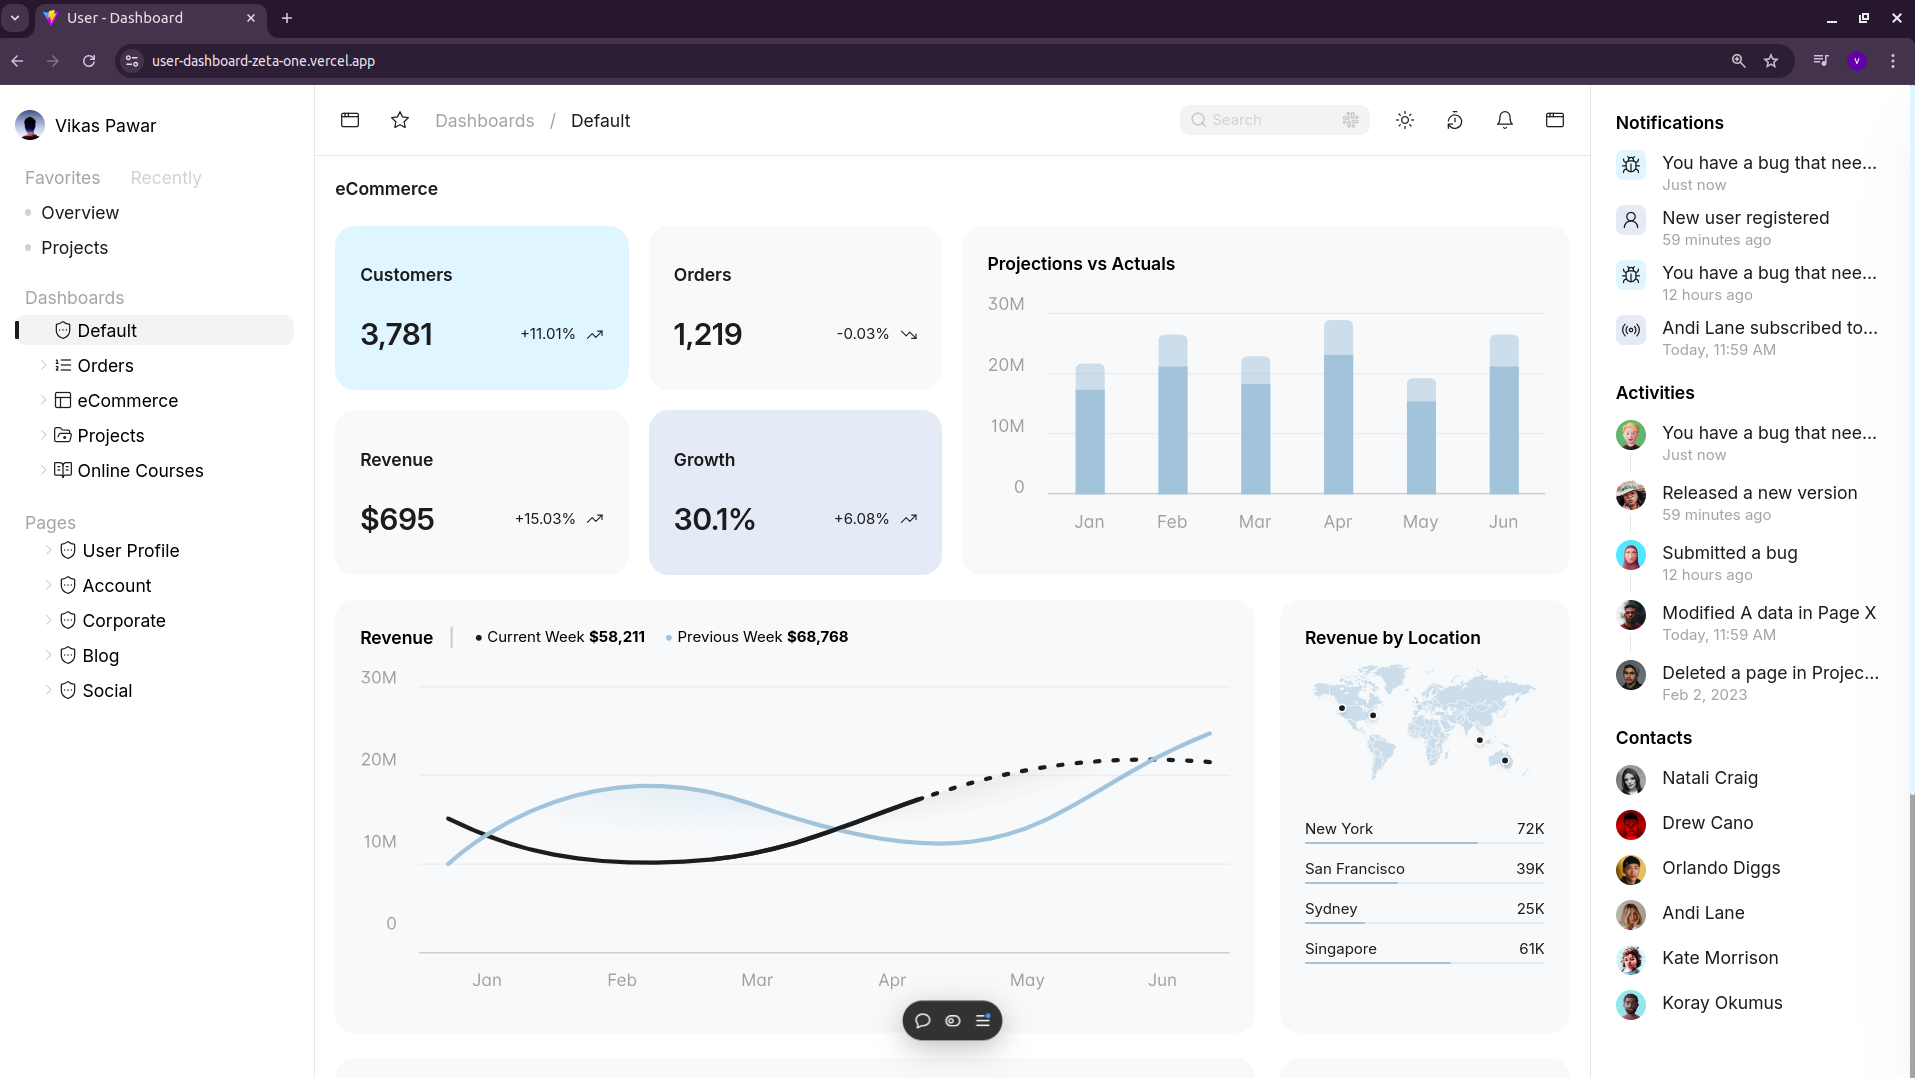 User - Dashboard
user-dashboard-zeta-one.vercel.app
V
Vikas Pawar
Favorites Recently
Overview
Projects
Dashboards
Default
Orders
eCommerce
Projects
Online Courses
Pages
User Profile
Account
Corporate
Blog
Social
Dashboards / Default
Search
eCommerce
Customers
3,781 +11.01%
Orders
1,219 -0.03%
Revenue
$695 +15.03%
Growth
30.1% +6.08%
Projections vs Actuals
30M
20M
10M
0
Jan Feb Mar Apr May Jun
Revenue Current Week $58,211 Previous Week $68,768
30M
20M
10M
0
Jan Feb Mar Apr May Jun
Revenue by Location
New York 72K
San Francisco 39K
Sydney 25K
Singapore 61K
Notifications
You have a bug that nee...
Just now
New user registered
59 minutes ago
You have a bug that nee...
12 hours ago
Andi Lane subscribed to...
Today, 11:59 AM
Activities
You have a bug that nee...
Just now
Released a new version
59 minutes ago
Submitted a bug
12 hours ago
Modified A data in Page X
Today, 11:59 AM
Deleted a page in Projec...
Feb 2, 2023
Contacts
Natali Craig
Drew Cano
Orlando Diggs
Andi Lane
Kate Morrison
Koray Okumus